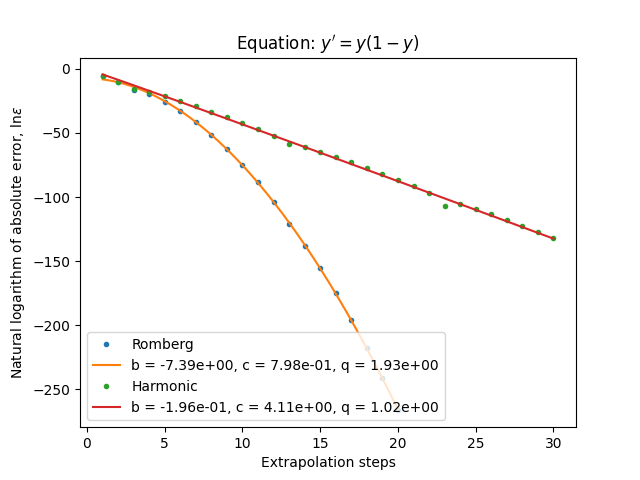 Equation: y′ = y(1 − y)
Natural logarithm of absolute error, lnε
0
−50
−100
−150
−200
−250
Romberg
b = -7.39e+00, c = 7.98e-01, q = 1.93e+00
Harmonic
b = -1.96e-01, c = 4.11e+00, q = 1.02e+00
0 5 10 15 20 25 30
Extrapolation steps